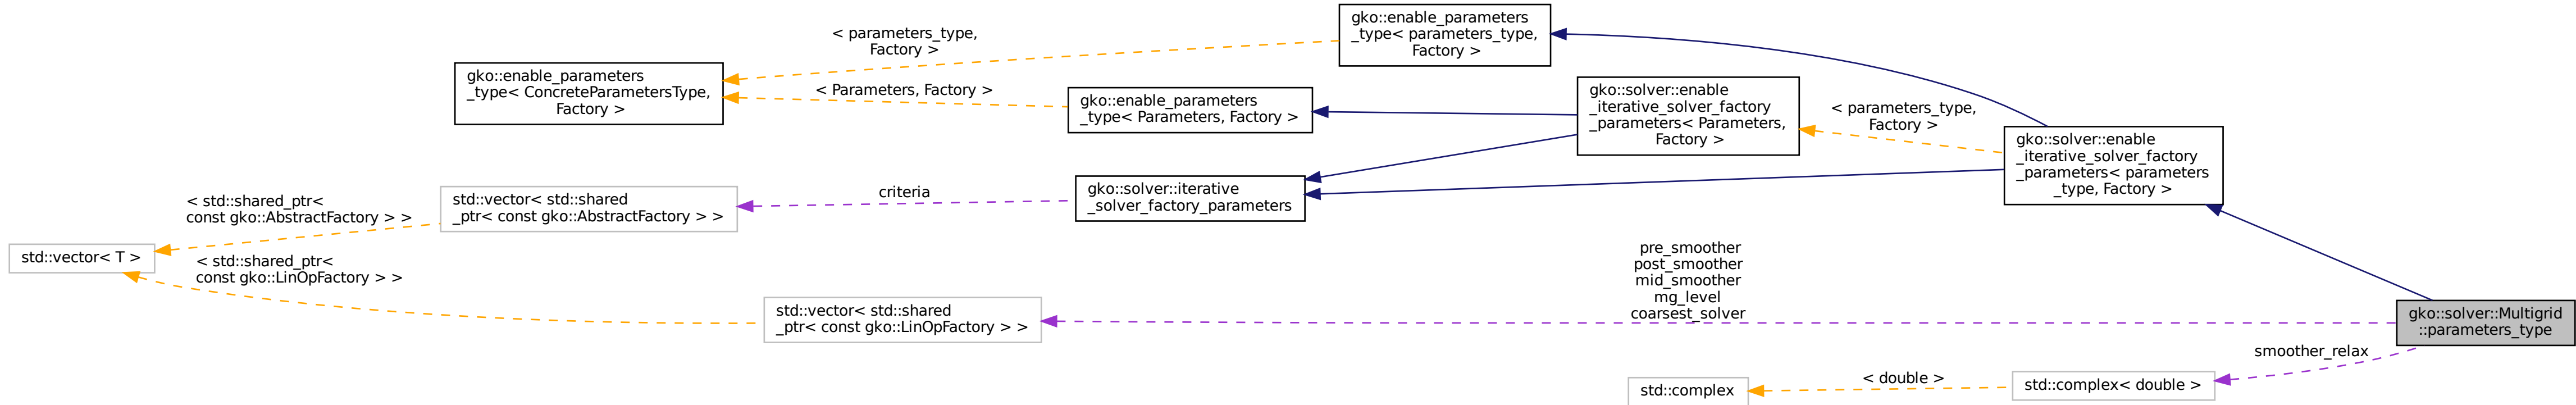 gko::enable_parameters
_type< parameters_type,
Factory >
< parameters_type,
Factory >
gko::enable_parameters
_type< ConcreteParametersType,
Factory >
< Parameters, Factory >
gko::enable_parameters
_type< Parameters, Factory >
gko::solver::enable
_iterative_solver_factory
_parameters< Parameters,
Factory >
< parameters_type,
Factory >
gko::solver::enable
_iterative_solver_factory
_parameters< parameters
_type, Factory >
std::vector< std::shared
_ptr< const gko::AbstractFactory > >
criteria
gko::solver::iterative
_solver_factory_parameters
< std::shared_ptr<
const gko::AbstractFactory > >
std::vector< T >
< std::shared_ptr<
const gko::LinOpFactory > >
std::vector< std::shared
_ptr< const gko::LinOpFactory > >
pre_smoother
post_smoother
mid_smoother
mg_level
coarsest_solver
gko::solver::Multigrid
::parameters_type
smoother_relax
std::complex
< double >
std::complex< double >